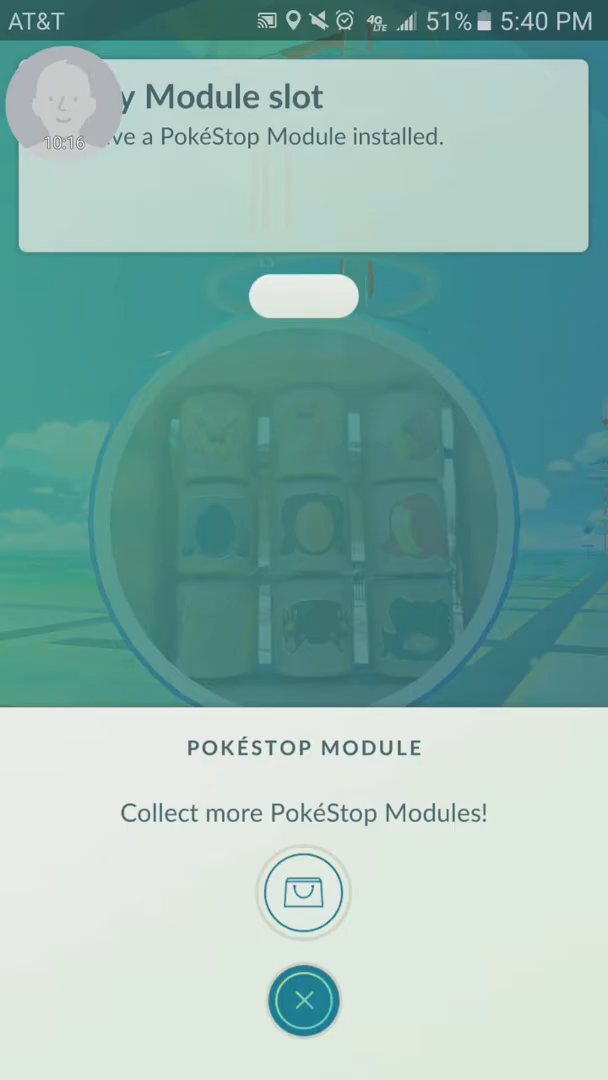 AT&T 4G LTE 51% 5:40 PM
y Module slot
ve a PokéStop Module installed.
10:16
POKÉSTOP MODULE
Collect more PokéStop Modules!